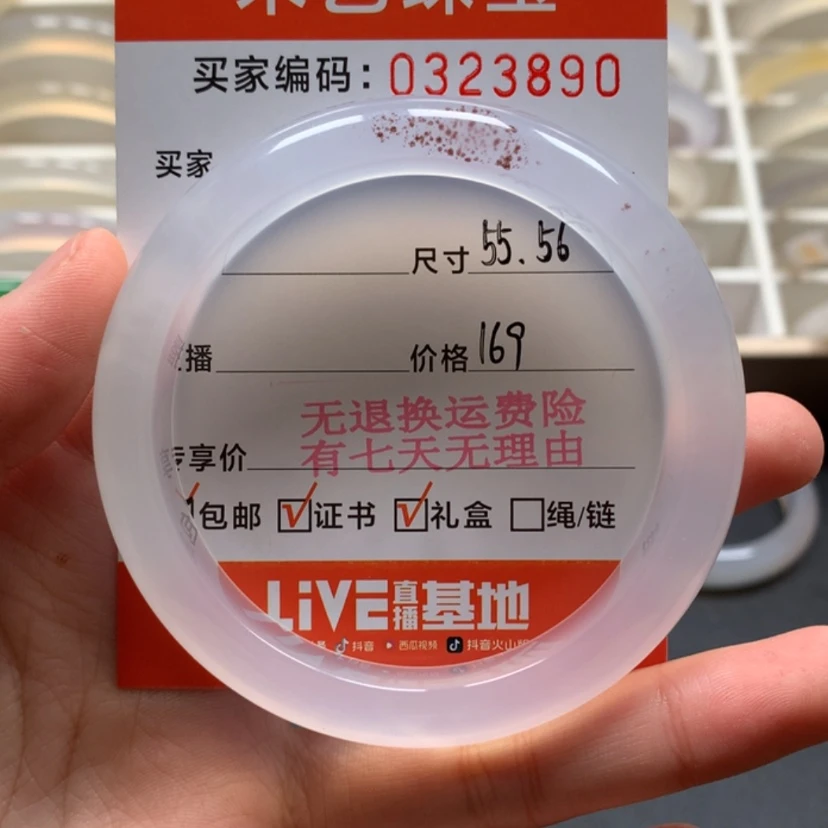 买家编码：0323890
买家
尺寸 55.56
播 价格 169
无退换运费险
专享价 有七天无理由
包邮 证书 礼盒 绳/链
LiVE直播基地
抖音 西瓜视频 抖音火山版